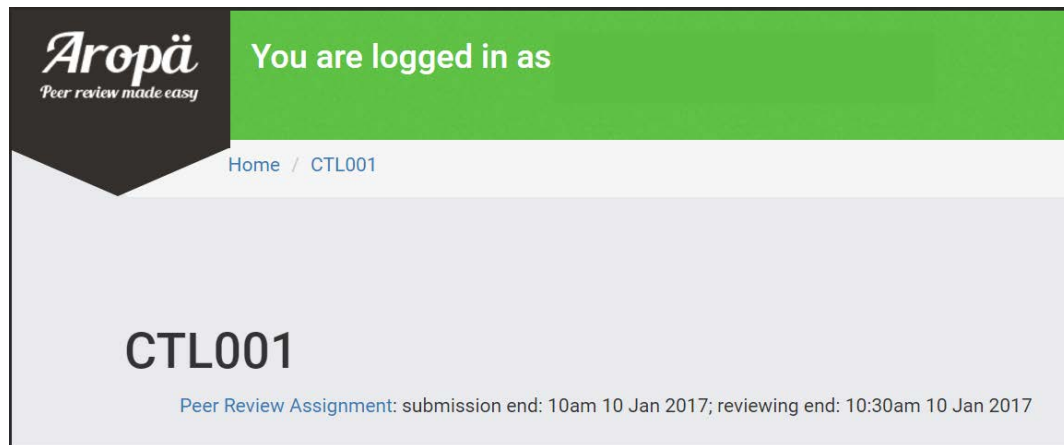 Aropä
Peer review made easy
You are logged in as
Home / CTL001
CTL001
Peer Review Assignment: submission end: 10am 10 Jan 2017; reviewing end: 10:30am 10 Jan 2017